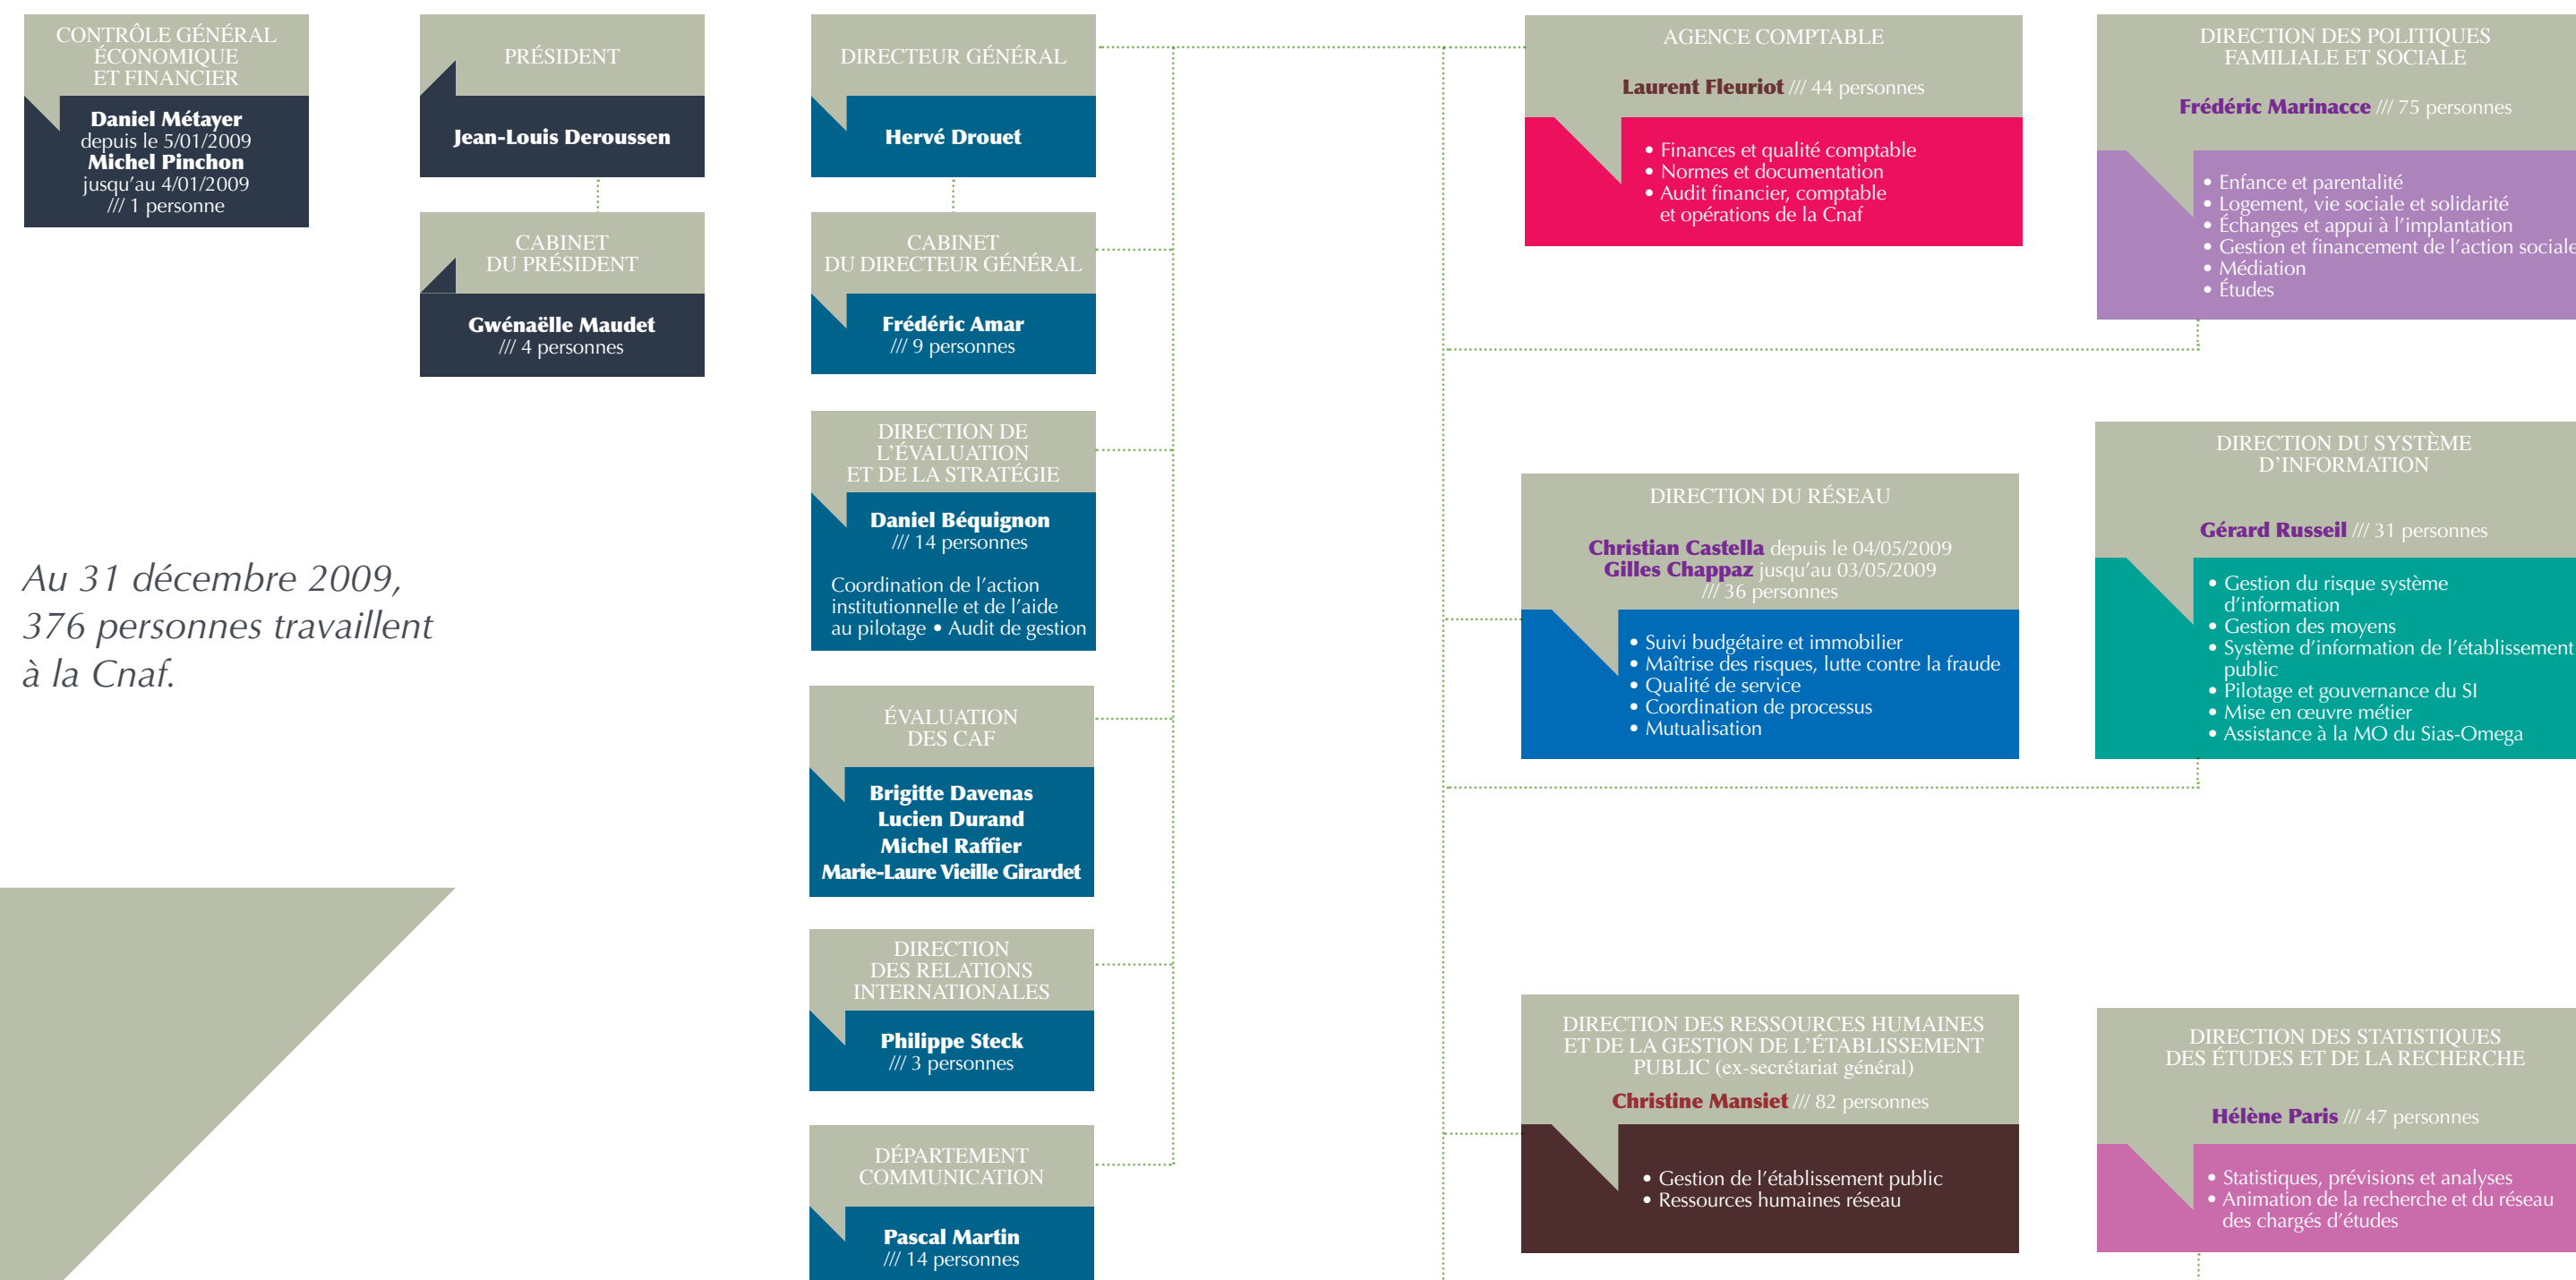 CONTRÔLE GÉNÉRAL
ÉCONOMIQUE
ET FINANCIER
Daniel Métayer
depuis le 5/01/2009
Michel Pinchon
jusqu’au 4/01/2009
/// 1 personne
PRÉSIDENT
Jean-Louis Deroussen
CABINET
DU PRÉSIDENT
Gwénaëlle Maudet
/// 4 personnes
DIRECTEUR GÉNÉRAL
Hervé Drouet
CABINET
DU DIRECTEUR GÉNÉRAL
Frédéric Amar
/// 9 personnes
DIRECTION DE
L’ÉVALUATION
ET DE LA STRATÉGIE
Daniel Béquignon
/// 14 personnes
Coordination de l’action
institutionnelle et de l’aide
au pilotage • Audit de gestion
ÉVALUATION
DES CAF
Brigitte Davenas
Lucien Durand
Michel Raffier
Marie-Laure Vieille Girardet
DIRECTION
DES RELATIONS
INTERNATIONALES
Philippe Steck
/// 3 personnes
DÉPARTEMENT
COMMUNICATION
Pascal Martin
/// 14 personnes
Au 31 décembre 2009,
376 personnes travaillent
à la Cnaf.
AGENCE COMPTABLE
Laurent Fleuriot /// 44 personnes
• Finances et qualité comptable
• Normes et documentation
• Audit financier, comptable
et opérations de la Cnaf
DIRECTION DES POLITIQUES
FAMILIALE ET SOCIALE
Frédéric Marinacce /// 75 personnes
• Enfance et parentalité
• Logement, vie sociale et solidarité
• Échanges et appui à l’implantation
• Gestion et financement de l’action sociale
• Médiation
• Études
DIRECTION DU RÉSEAU
Christian Castella depuis le 04/05/2009
Gilles Chappaz jusqu’au 03/05/2009
/// 36 personnes
• Suivi budgétaire et immobilier
• Maîtrise des risques, lutte contre la fraude
• Qualité de service
• Coordination de processus
• Mutualisation
DIRECTION DU SYSTÈME
D’INFORMATION
Gérard Russeil /// 31 personnes
• Gestion du risque système
d’information
• Gestion des moyens
• Système d’information de l’établissement
public
• Pilotage et gouvernance du SI
• Mise en œuvre métier
• Assistance à la MO du Sias-Omega
DIRECTION DES RESSOURCES HUMAINES
ET DE LA GESTION DE L’ÉTABLISSEMENT
PUBLIC (ex-secrétariat général)
Christine Mansiet /// 82 personnes
• Gestion de l’établissement public
• Ressources humaines réseau
DIRECTION DES STATISTIQUES
DES ÉTUDES ET DE LA RECHERCHE
Hélène Paris /// 47 personnes
• Statistiques, prévisions et analyses
• Animation de la recherche et du réseau
des chargés d’études